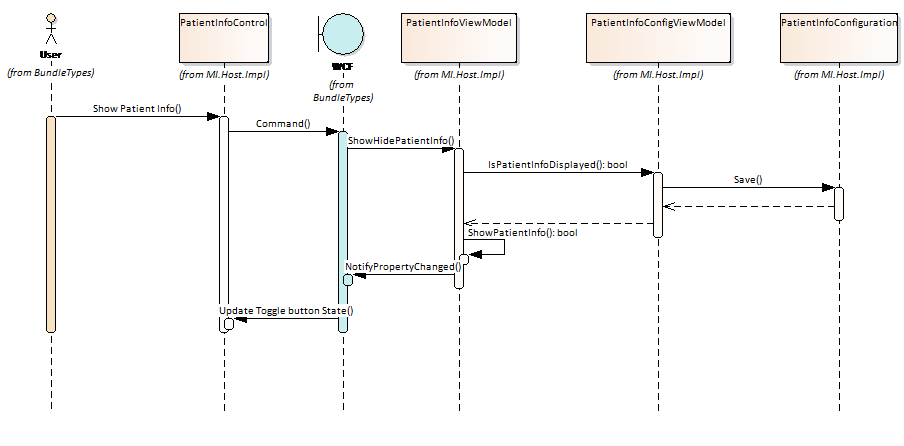 PatientInfoControl
PatientInfoViewModel
PatientInfoConfigViewModel
PatientInfoConfiguration
User
WCF
(from BundleTypes)
(from MI.Host.Impl)
(from
BundleTypes)
(from MI.Host.Impl)
(from MI.Host.Impl)
(from MI.Host.Impl)
Show Patient Info()
Command()
ShowHidePatientInfo()
IsPatientInfoDisplayed(): bool
Save()
ShowPatientInfo(): bool
NotifyPropertyChanged()
Update Toggle button State()